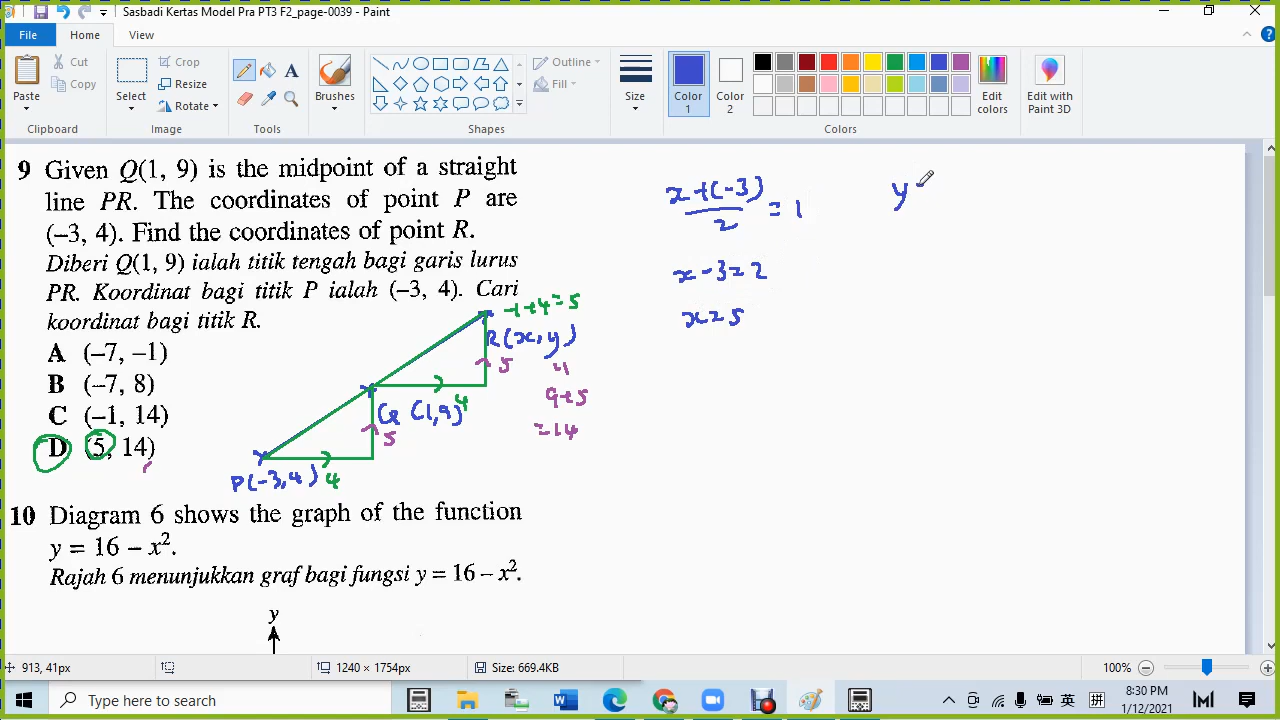 Sasbadi Kertas Model Pra PT3 F2_page-0039 - Paint
File Home View
Paste Cut Copy Clipboard
Select Crop Resize Rotate Image
Tools
Brushes
Outline Fill Shapes
Size
Color 1 Color 2 Edit colors Colors
Edit with Paint 3D
9 Given Q(1, 9) is the midpoint of a straight
line PR. The coordinates of point P are
(–3, 4). Find the coordinates of point R.
Diberi Q(1, 9) ialah titik tengah bagi garis lurus
PR. Koordinat bagi titik P ialah (–3, 4). Cari
koordinat bagi titik R.
A (–7, –1)
B (–7, 8)
C (–1, 14)
D (5, 14)
1+4=5
R(x,y)
5
4
9+5
=14
Q (1,9)
5
P(-3,4)
4
x+(-3)
2
= 1
x-3=2
x=5
y
10 Diagram 6 shows the graph of the function
y = 16 – x².
Rajah 6 menunjukkan graf bagi fungsi y = 16 – x².
y
913, 41px
1240 × 1754px
Size: 669.4KB
100%
Type here to search
英
拼
8:30 PM
1/12/2021